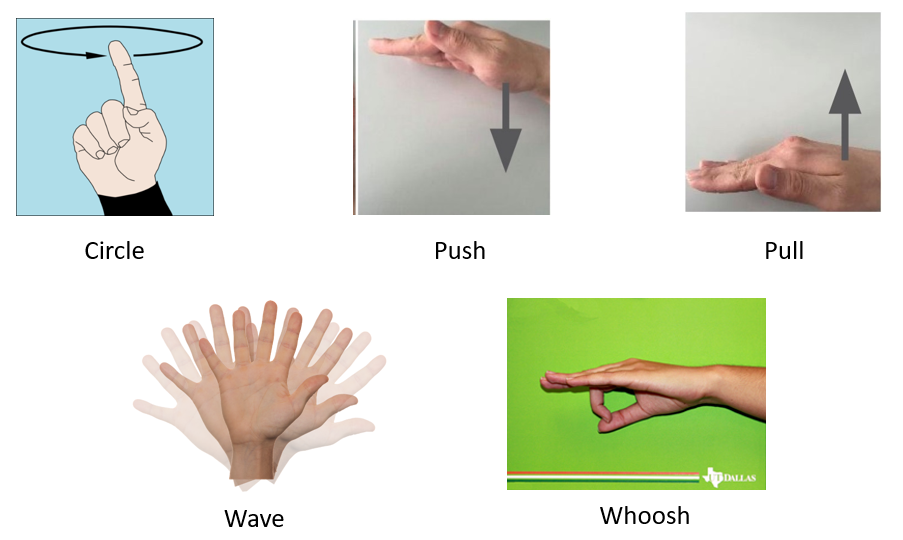 Circle
Push
Pull
DALLAS
Wave
Whoosh